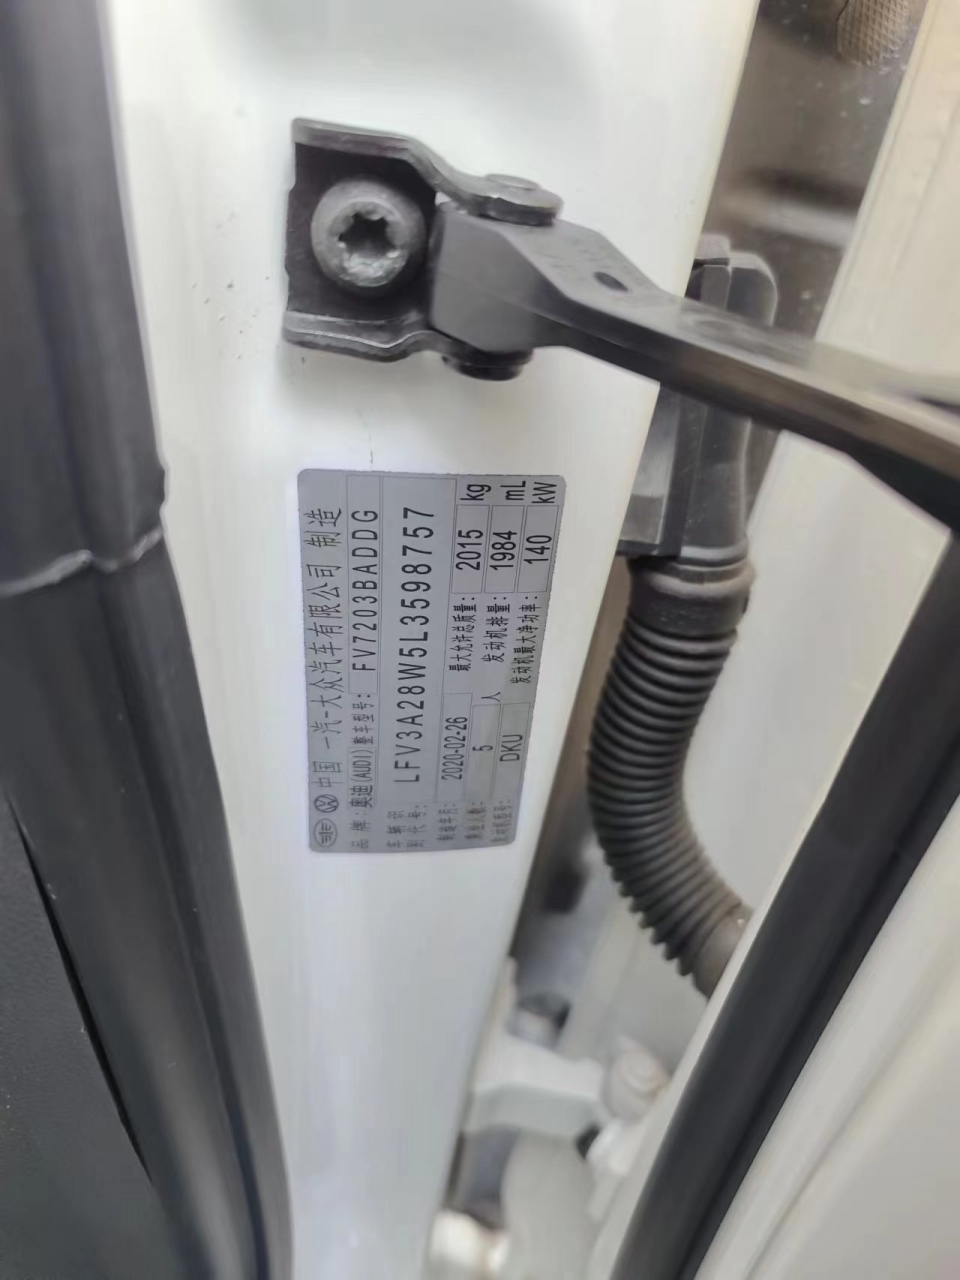 中国 一汽-大众汽车有限公司 制造
品 牌: 奥迪(AUDI) 整车型号: FV7203BADDG
车辆识别代号: LFV3A28W5L3598757
制造年月: 2020-02-26 最大允许总质量: 2015 kg
乘坐人数: 5 人 发动机排量: 1984 mL
发动机型号: DKU 发动机最大净功率: 140 kW